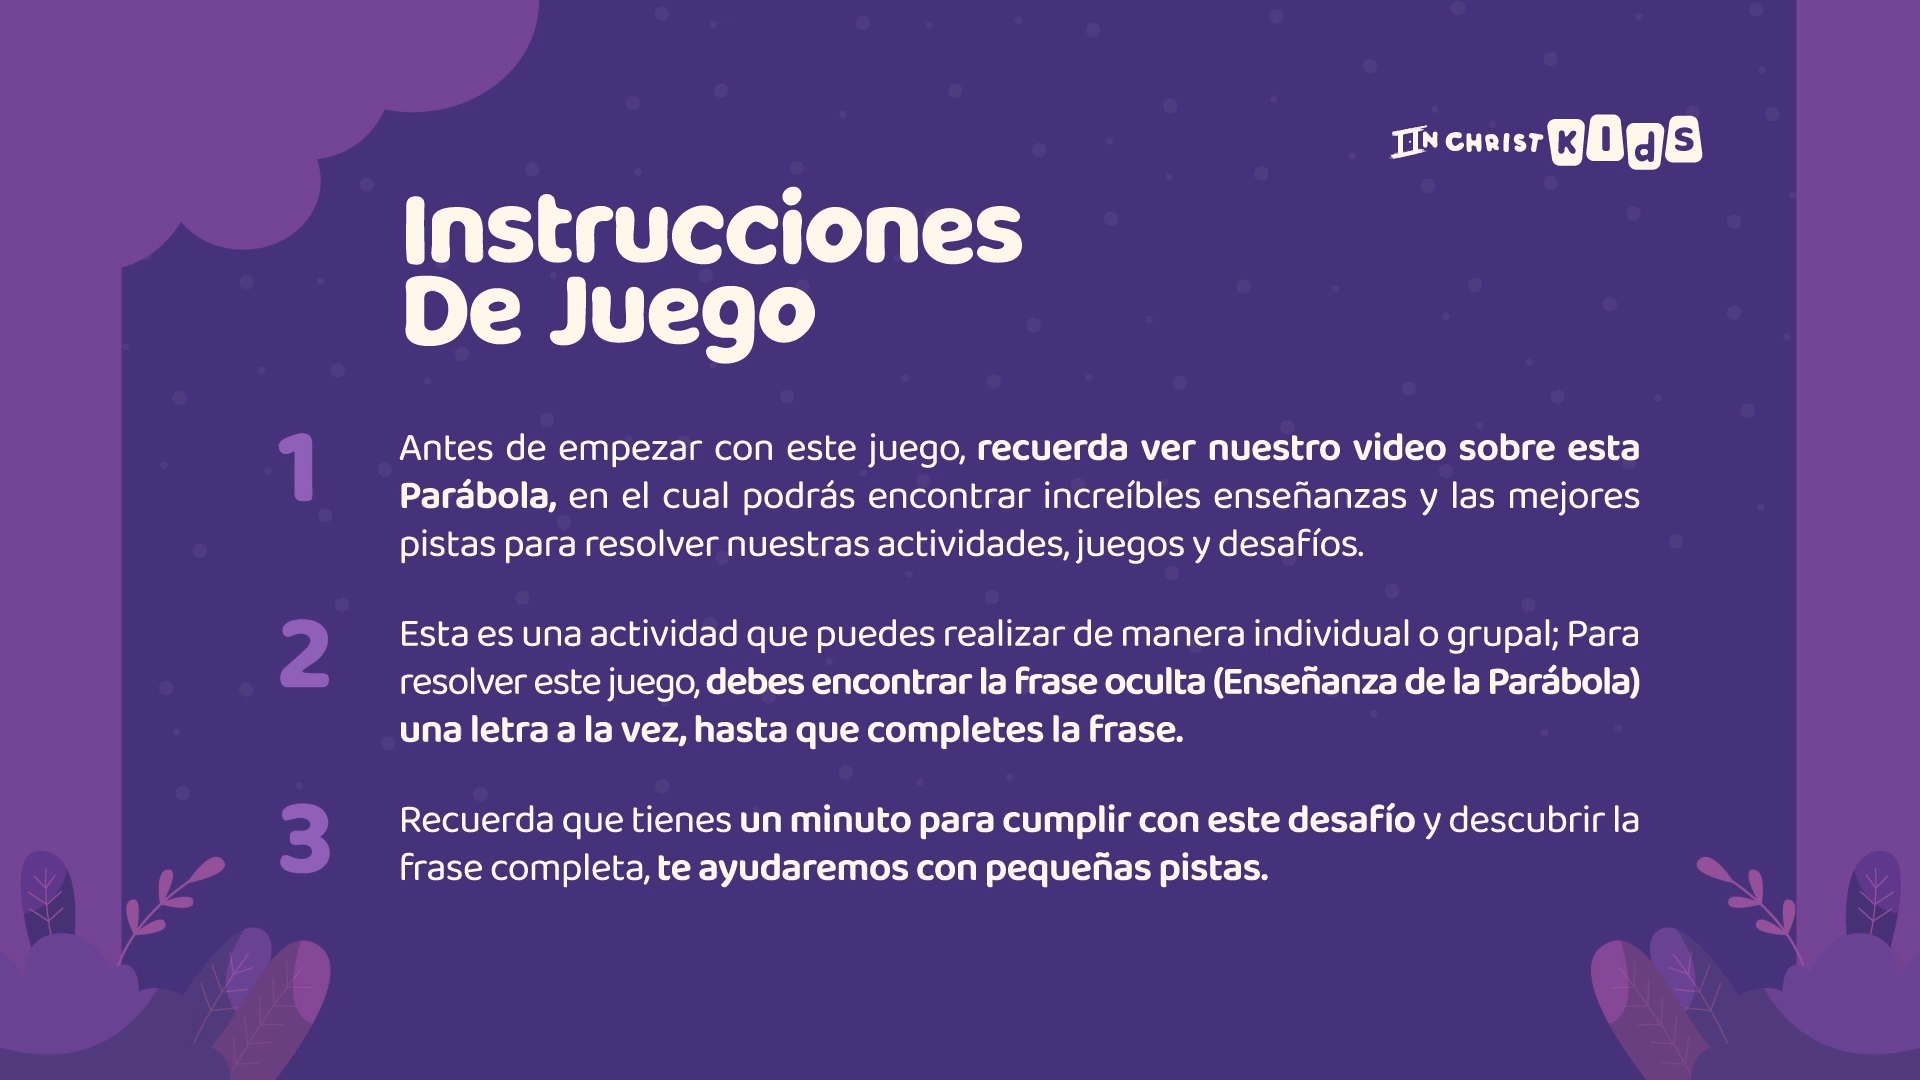 IN CHRIST KIdS
Instrucciones
De Juego
1
Antes de empezar con este juego, recuerda ver nuestro video sobre esta
Parábola, en el cual podrás encontrar increíbles enseñanzas y las mejores
pistas para resolver nuestras actividades, juegos y desafíos.
2
Esta es una actividad que puedes realizar de manera individual o grupal; Para
resolver este juego, debes encontrar la frase oculta (Enseñanza de la Parábola)
una letra a la vez, hasta que completes la frase.
3
Recuerda que tienes un minuto para cumplir con este desafío y descubrir la
frase completa, te ayudaremos con pequeñas pistas.